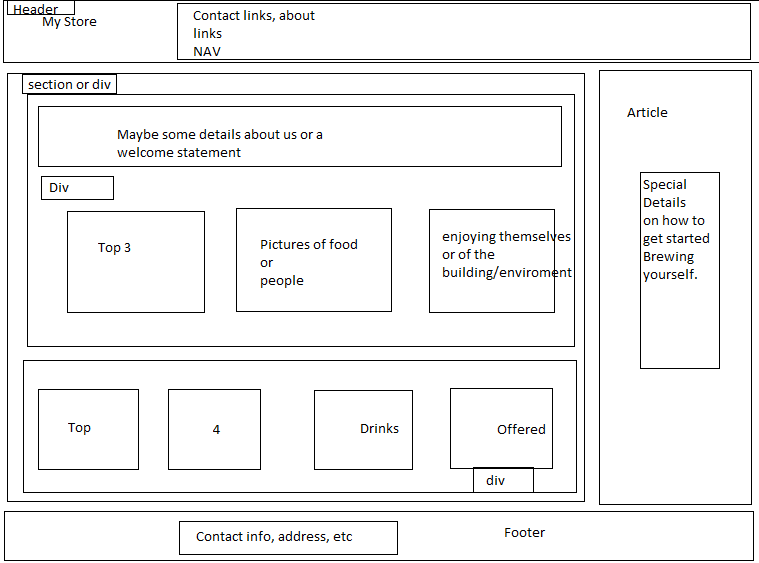 Header
My Store
Contact links, about
links
NAV
section or div
Maybe some details about us or a
welcome statement
Div
Top 3
Pictures of food
or
people
enjoying themselves
or of the
building/enviroment
Top
4
Drinks
Offered
div
Article
Special
Details
on how to
get started
Brewing
yourself.
Contact info, address, etc
Footer